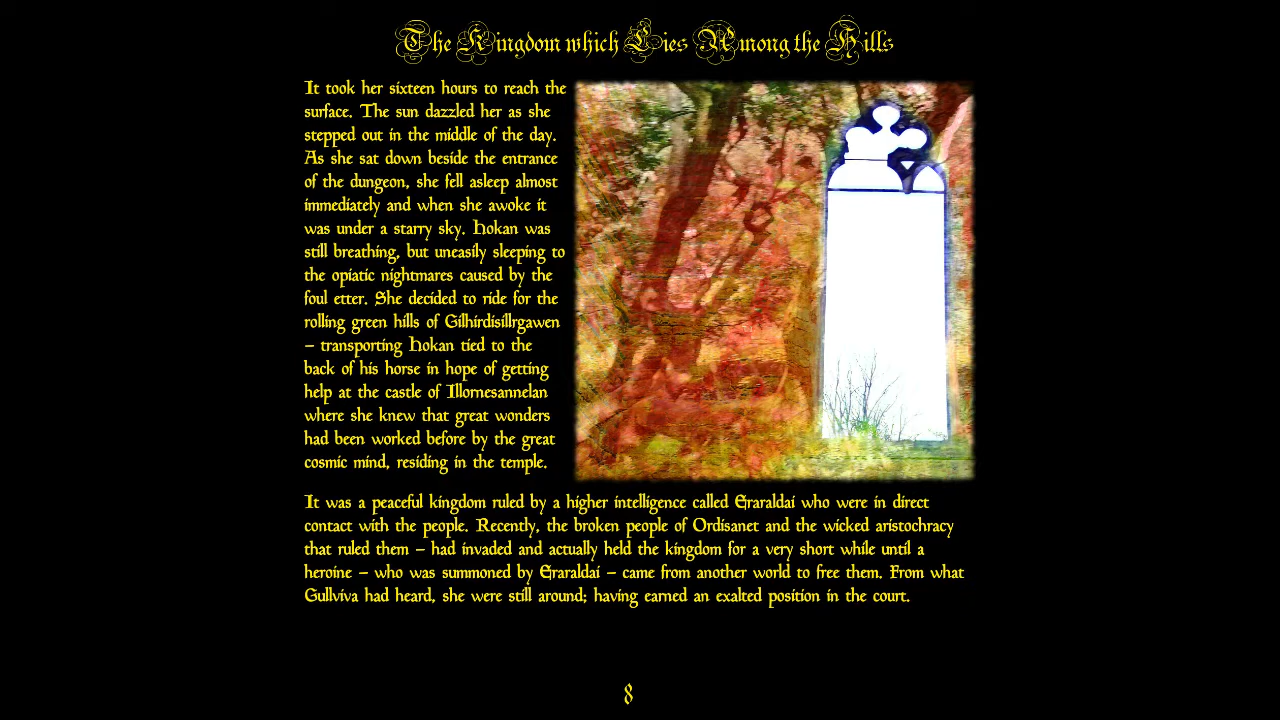 The Kingdom which Lies Among the Hills
It took her sixteen hours to reach the
surface. The sun dazzled her as she
stepped out in the middle of the day.
As she sat down beside the entrance
of the dungeon, she fell asleep almost
immediately and when she awoke it
was under a starry sky. Hokan was
still breathing, but uneasily sleeping to
the opiatic nightmares caused by the
foul etter. She decided to ride for the
rolling green hills of Gilhirdisillrgawen
– transporting Hokan tied to the
back of his horse in hope of getting
help at the castle of Illornesannelan
where she knew that great wonders
had been worked before by the great
cosmic mind, residing in the temple.
It was a peaceful kingdom ruled by a higher intelligence called Eraraldai who were in direct
contact with the people. Recently, the broken people of Ordisanet and the wicked aristochracy
that ruled them – had invaded and actually held the kingdom for a very short while until a
heroine – who was summoned by Eraraldai – came from another world to free them. From what
Gullviva had heard, she were still around; having earned an exalted position in the court.
8